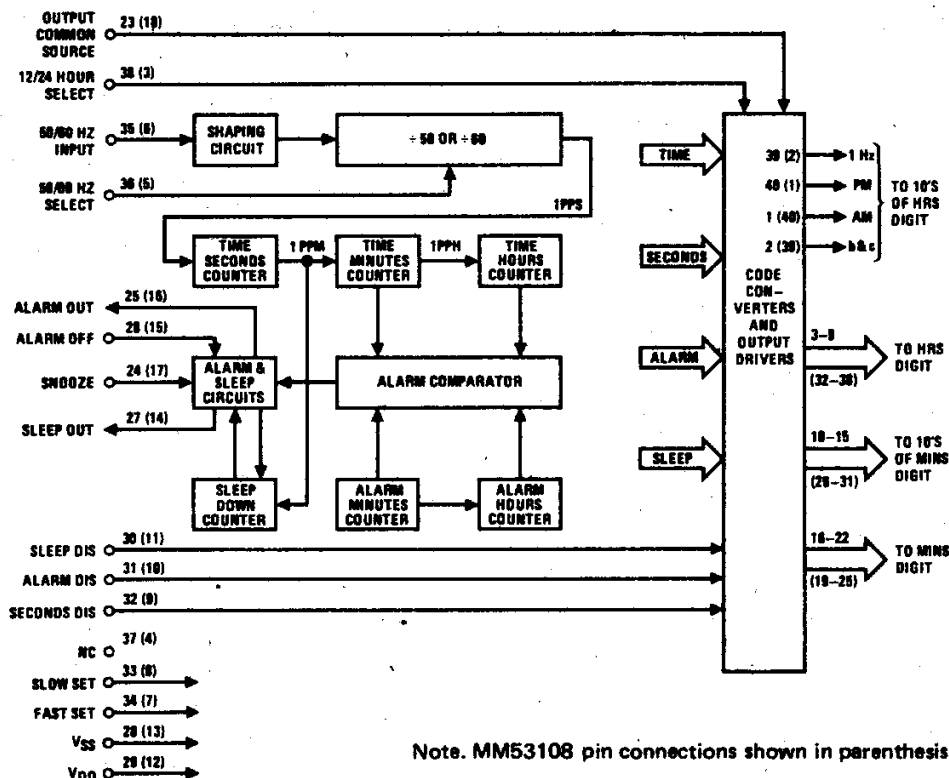 OUTPUT
COMMON
SOURCE
23 (18)
12/24 HOUR
SELECT
38 (3)
50/60 HZ
INPUT
35 (6)
SHAPING
CIRCUIT
÷ 50 OR ÷ 60
50/60 HZ
SELECT
36 (5)
1PPS
TIME
SECONDS
COUNTER
1 PPM
TIME
MINUTES
COUNTER
1PPH
TIME
HOURS
COUNTER
ALARM OUT
25 (16)
ALARM OFF
26 (15)
SNOOZE
24 (17)
SLEEP OUT
27 (14)
ALARM &
SLEEP
CIRCUITS
ALARM COMPARATOR
SLEEP
DOWN
COUNTER
ALARM
MINUTES
COUNTER
ALARM
HOURS
COUNTER
SLEEP DIS
30 (11)
ALARM DIS
31 (10)
SECONDS DIS
32 (9)
NC
37 (4)
SLOW SET
33 (8)
FAST SET
34 (7)
VSS
28 (13)
VDD
29 (12)
TIME
SECONDS
ALARM
SLEEP
CODE
CON–
VERTERS
AND
OUTPUT
DRIVERS
39 (2)
1 Hz
40 (1)
PM
1 (40)
AM
2 (39)
b & c
TO 10'S
OF HRS
DIGIT
3–9
(32–38)
TO HRS
DIGIT
10–15
(26–31)
TO 10'S
OF MINS
DIGIT
16–22
(19–25)
TO MINS
DIGIT
Note. MM53108 pin connections shown in parenthesis